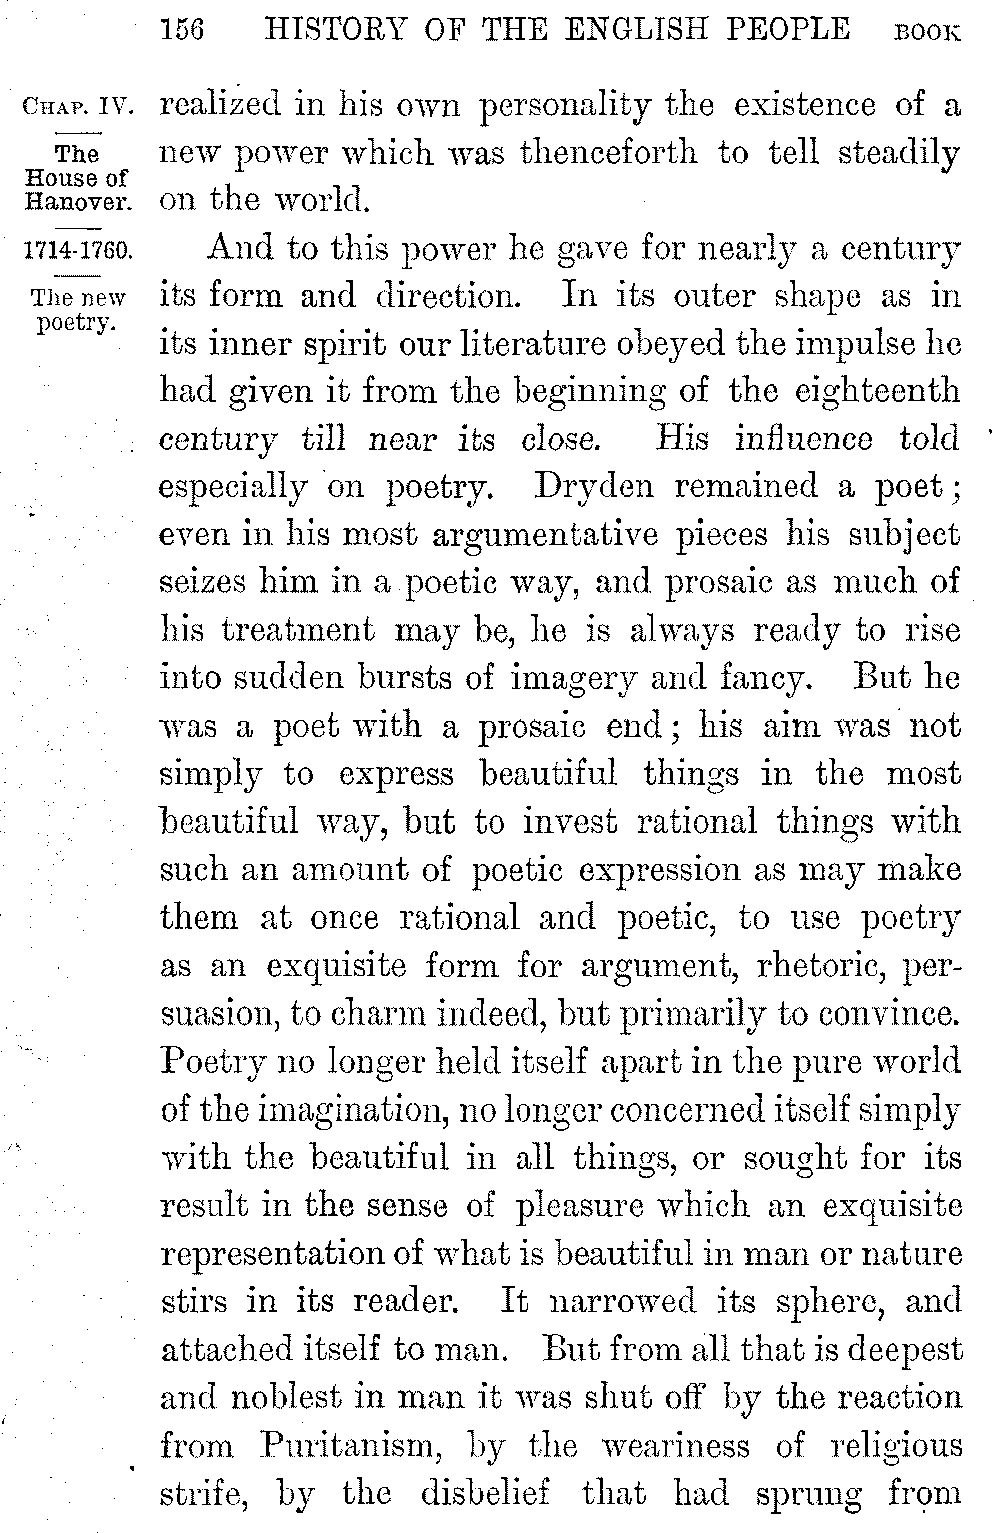 156 HISTORY OF THE ENGLISH PEOPLE BOOK
CHAP. IV.
The
House of
Hanover.
1714-1760.
The new
poetry.
realized in his own personality the existence of a
new power which was thenceforth to tell steadily
on the world.
And to this power he gave for nearly a century
its form and direction. In its outer shape as in
its inner spirit our literature obeyed the impulse he
had given it from the beginning of the eighteenth
century till near its close. His influence told
especially on poetry. Dryden remained a poet;
even in his most argumentative pieces his subject
seizes him in a poetic way, and prosaic as much of
his treatment may be, he is always ready to rise
into sudden bursts of imagery and fancy. But he
was a poet with a prosaic end; his aim was not
simply to express beautiful things in the most
beautiful way, but to invest rational things with
such an amount of poetic expression as may make
them at once rational and poetic, to use poetry
as an exquisite form for argument, rhetoric, per-
suasion, to charm indeed, but primarily to convince.
Poetry no longer held itself apart in the pure world
of the imagination, no longer concerned itself simply
with the beautiful in all things, or sought for its
result in the sense of pleasure which an exquisite
representation of what is beautiful in man or nature
stirs in its reader. It narrowed its sphere, and
attached itself to man. But from all that is deepest
and noblest in man it was shut off by the reaction
from Puritanism, by the weariness of religious
strife, by the disbelief that had sprung from